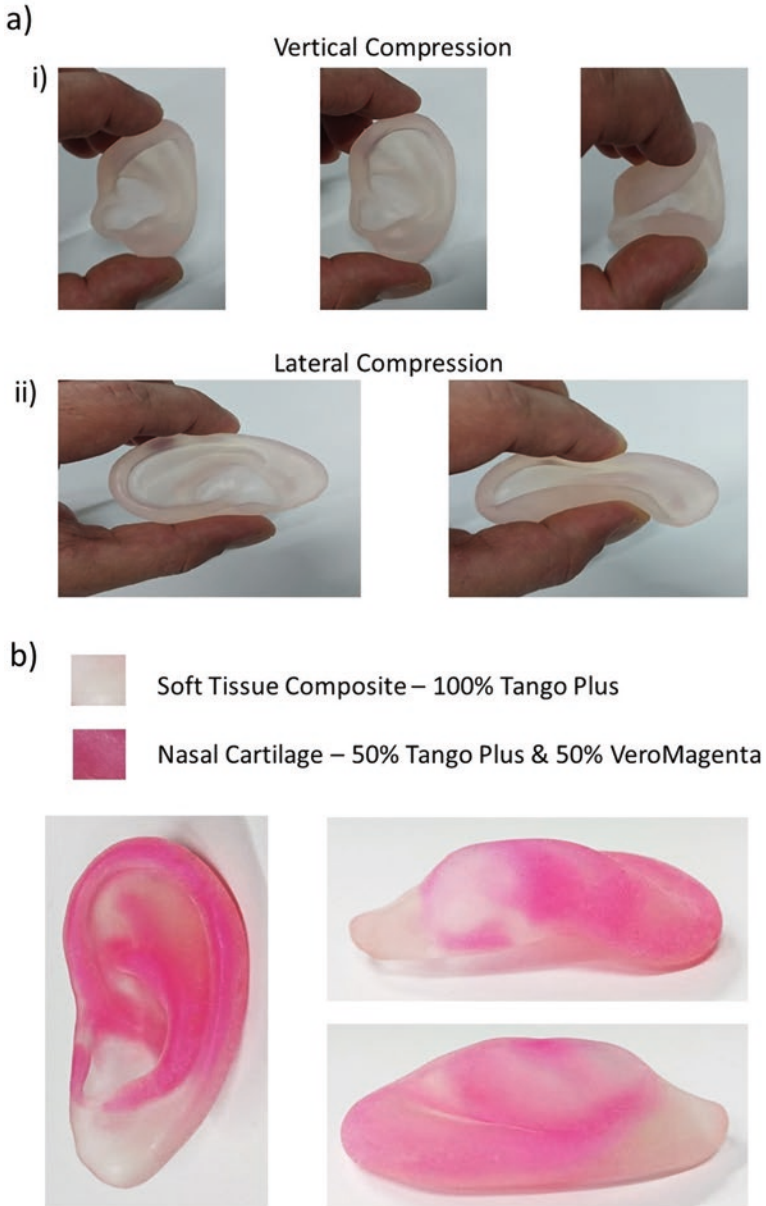 a)
Vertical Compression
i)
Lateral Compression
ii)
b)
Soft Tissue Composite – 100% Tango Plus
Nasal Cartilage – 50% Tango Plus & 50% VeroMagenta